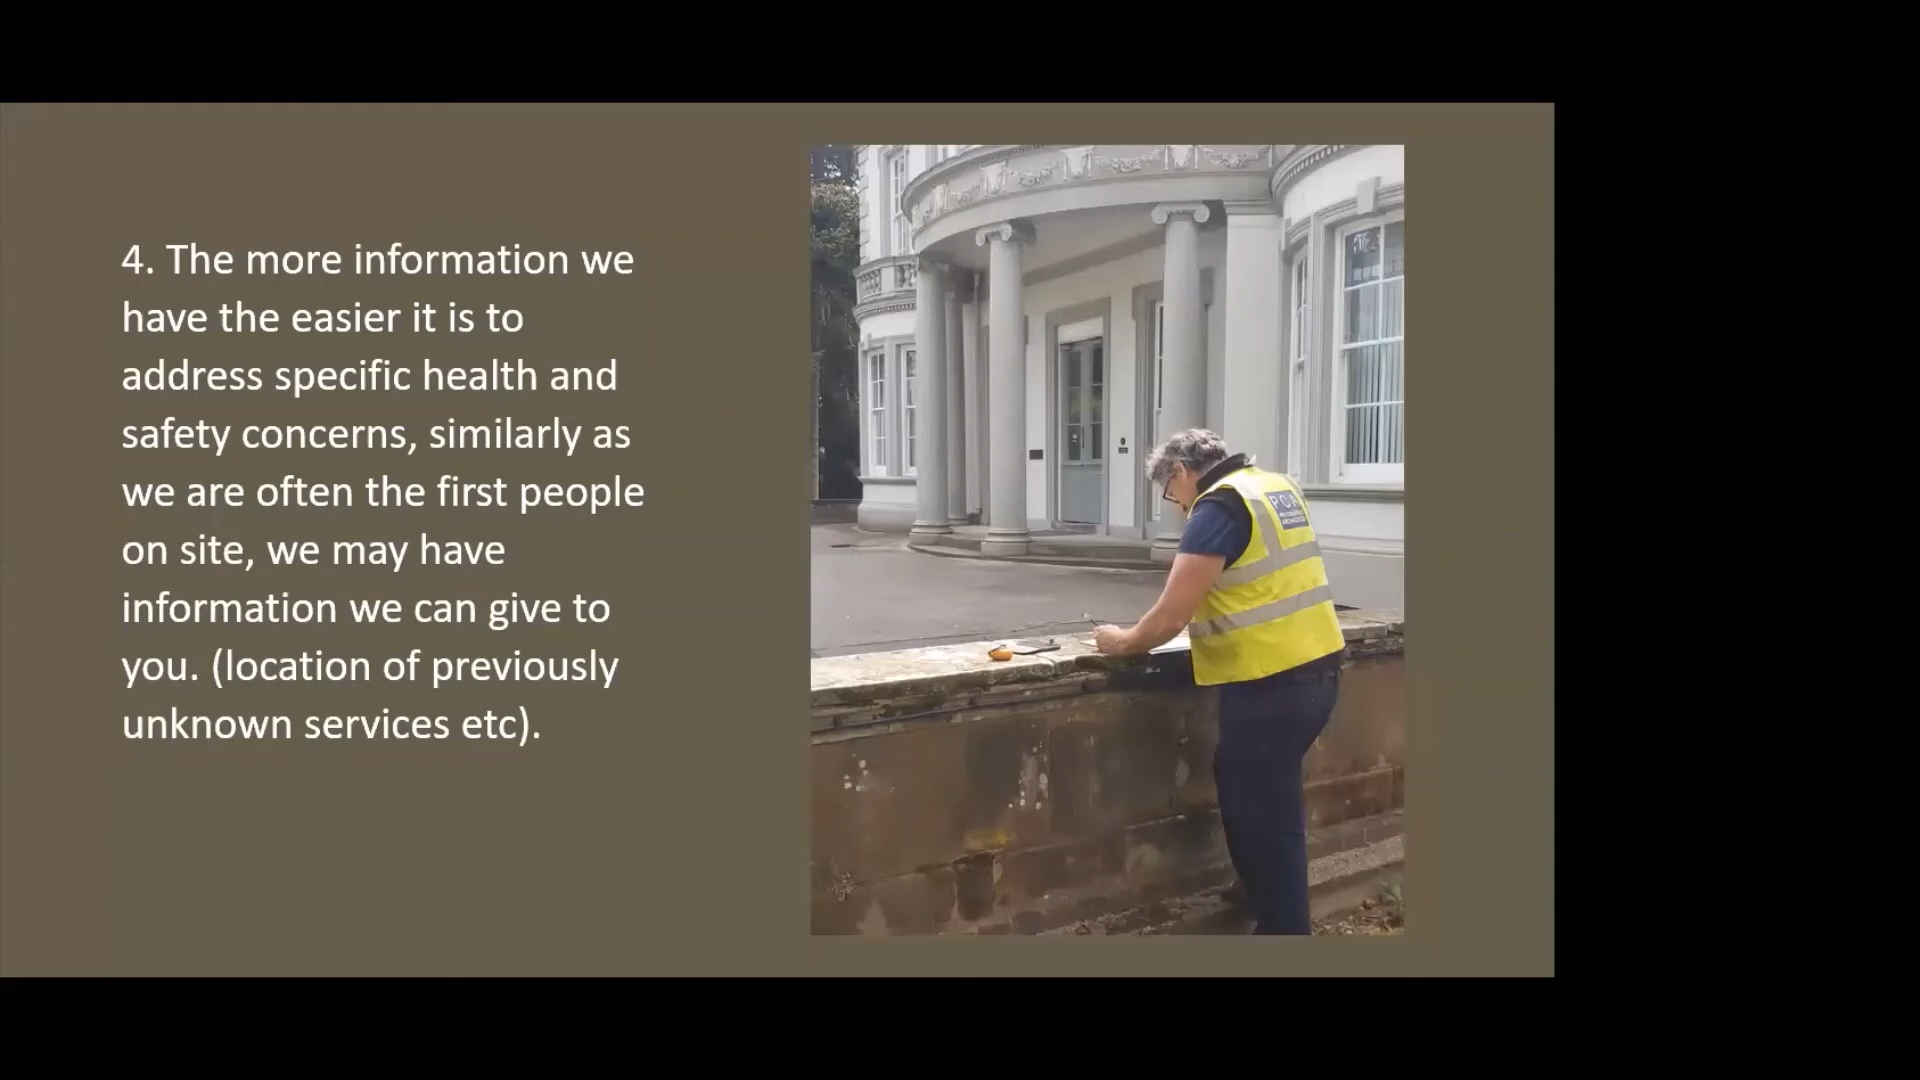 4. The more information we
have the easier it is to
address specific health and
safety concerns, similarly as
we are often the first people
on site, we may have
information we can give to
you. (location of previously
unknown services etc).